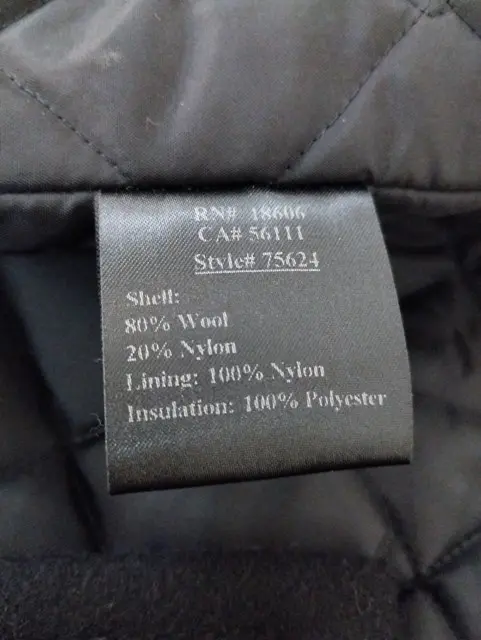 RN# 18606
CA# 56111
Style# 75624
Shell:
80% Wool
20% Nylon
Lining: 100% Nylon
Insulation: 100% Polyester